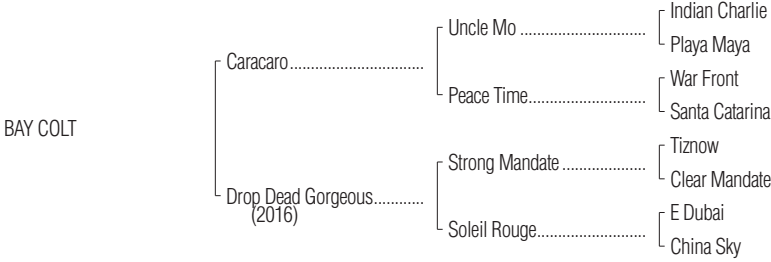 Indian Charlie
Uncle Mo ..............................
Playa Maya
Caracaro................................
War Front
Peace Time............................
Santa Catarina
BAY COLT
Tiznow
Strong Mandate ....................
Clear Mandate
Drop Dead Gorgeous............
(2016)
E Dubai
Soleil Rouge..........................
China Sky